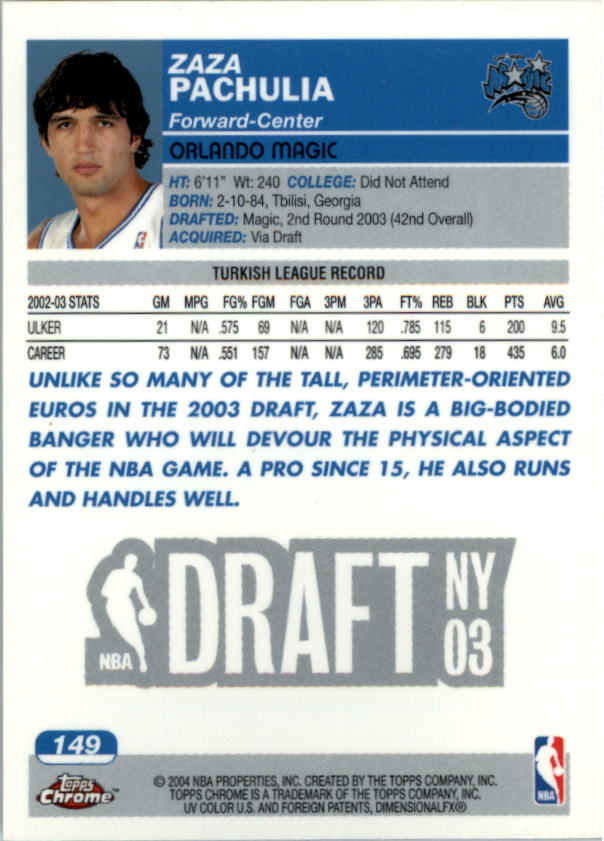 ZAZA
PACHULIA
Forward-Center
ORLANDO MAGIC
HT: 6'11" Wt: 240 COLLEGE: Did Not Attend
BORN: 2-10-84, Tbilisi, Georgia
DRAFTED: Magic, 2nd Round 2003 (42nd Overall)
ACQUIRED: Via Draft
TURKISH LEAGUE RECORD
2002-03 STATS GM MPG FG% FGM FGA 3PM 3PA FT% REB BLK PTS AVG
ULKER 21 N/A .575 69 N/A N/A 120 .785 115 6 200 9.5
CAREER 73 N/A .551 157 N/A N/A 285 .695 279 18 435 6.0
UNLIKE SO MANY OF THE TALL, PERIMETER-ORIENTED
EUROS IN THE 2003 DRAFT, ZAZA IS A BIG-BODIED
BANGER WHO WILL DEVOUR THE PHYSICAL ASPECT
OF THE NBA GAME. A PRO SINCE 15, HE ALSO RUNS
AND HANDLES WELL.
NBA DRAFT NY 03
149
Topps Chrome™
© 2004 NBA PROPERTIES, INC. CREATED BY THE TOPPS COMPANY, INC.
TOPPS CHROME IS A TRADEMARK OF THE TOPPS COMPANY, INC.
UV COLOR U.S. AND FOREIGN PATENTS, DIMENSIONALFX®
NBA